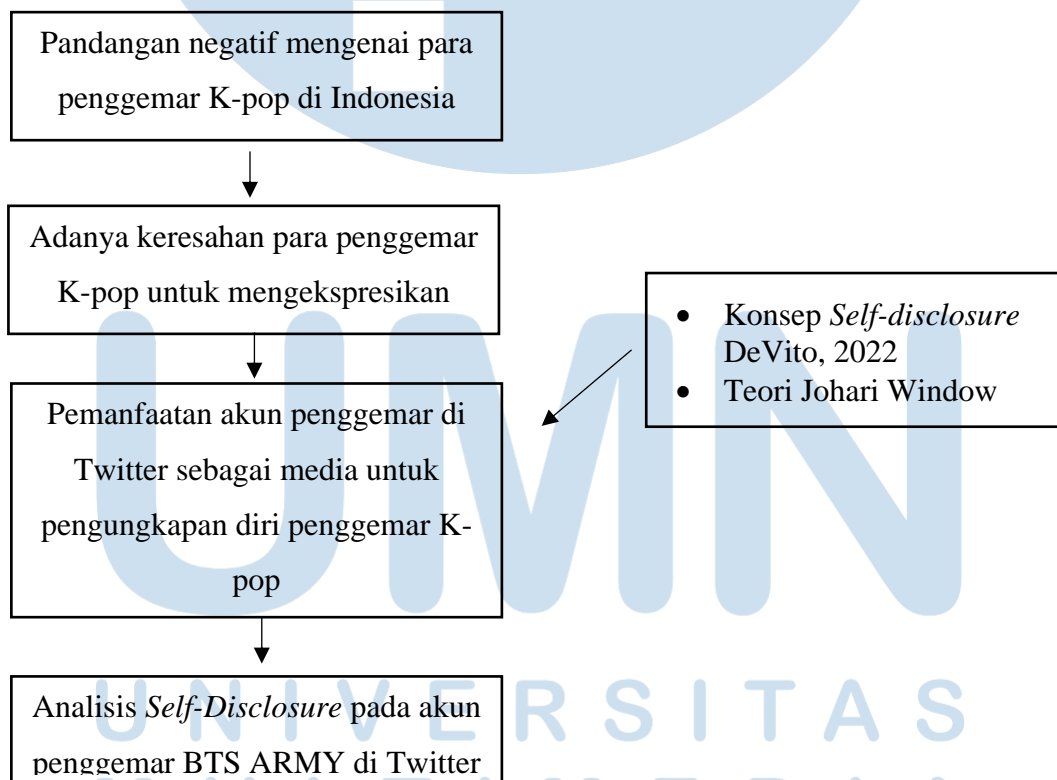 Pandangan negatif mengenai para
penggemar K-pop di Indonesia
Adanya keresahan para penggemar
K-pop untuk mengekspresikan
• Konsep Self-disclosure
DeVito, 2022
• Teori Johari Window
Pemanfaatan akun penggemar di
Twitter sebagai media untuk
pengungkapan diri penggemar K-
pop
Analisis Self-Disclosure pada akun
penggemar BTS ARMY di Twitter
UMN
UNIVERSITAS